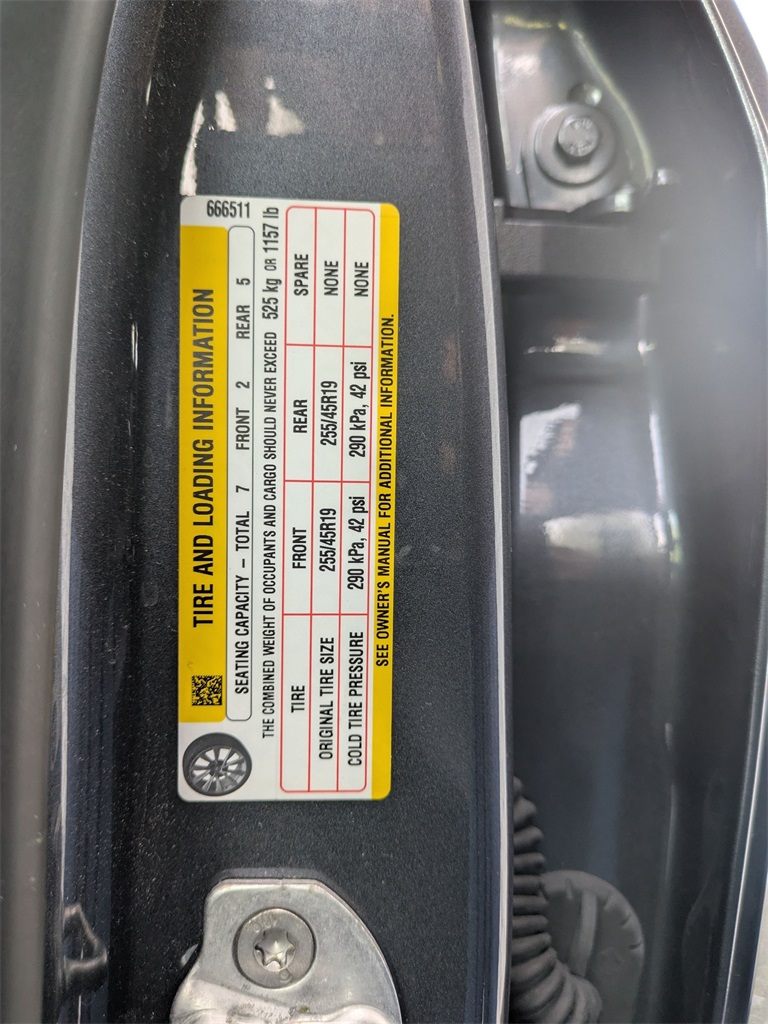 666511
TIRE AND LOADING INFORMATION
SEATING CAPACITY – TOTAL 7 FRONT 2 REAR 5
THE COMBINED WEIGHT OF OCCUPANTS AND CARGO SHOULD NEVER EXCEED 525 kg OR 1157 lb
TIRE FRONT REAR SPARE
ORIGINAL TIRE SIZE 255/45R19 255/45R19 NONE
COLD TIRE PRESSURE 290 kPa, 42 psi 290 kPa, 42 psi NONE
SEE OWNER'S MANUAL FOR ADDITIONAL INFORMATION.